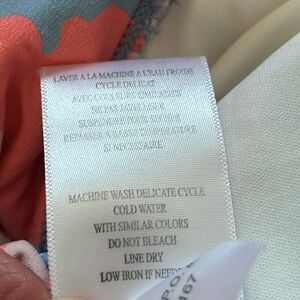 LAVER A LA MACHINE A L'EAU FROIDE
CYCLE DELICAT
AVEC COULEURS SIMILAIRES
NE PAS JAVELLISER
SUSPENDRE POUR SECHER
REPASSER A BASSE TEMPERATURE
SI NECESSAIRE
MACHINE WASH DELICATE CYCLE
COLD WATER
WITH SIMILAR COLORS
DO NOT BLEACH
LINE DRY
LOW IRON IF
P.O.
167